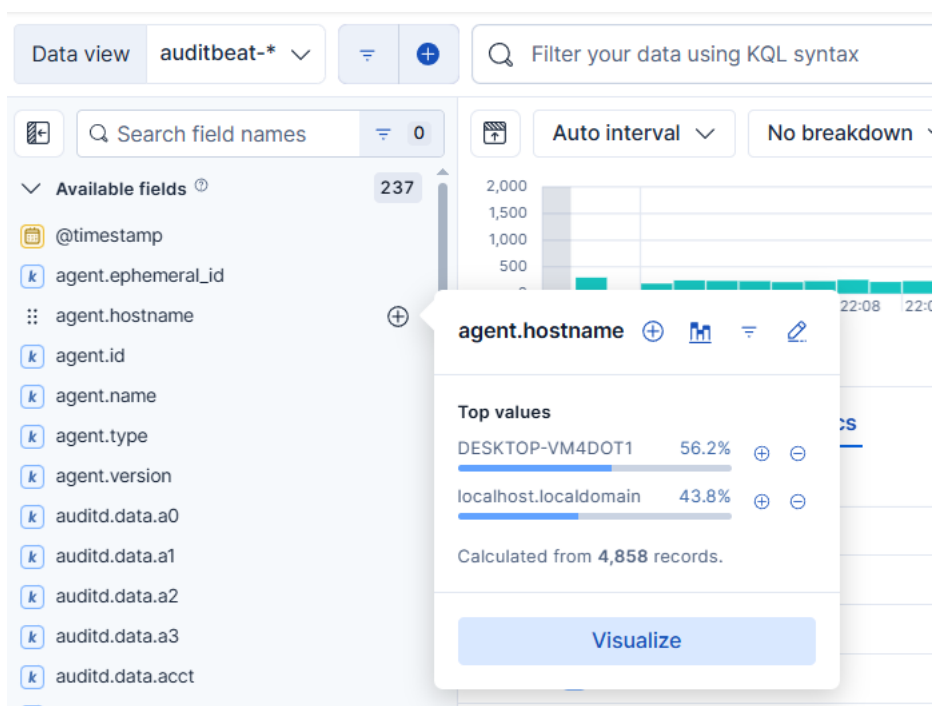 Data view auditbeat-* Filter your data using KQL syntax
Search field names 0
Auto interval No breakdown
Available fields 237
@timestamp
agent.ephemeral_id
agent.hostname
agent.id
agent.name
agent.type
agent.version
auditd.data.a0
auditd.data.a1
auditd.data.a2
auditd.data.a3
auditd.data.acct
2,000
1,500
1,000
500
22:08
agent.hostname
Top values
DESKTOP-VM4DOT1 56.2%
localhost.localdomain 43.8%
Calculated from 4,858 records.
Visualize